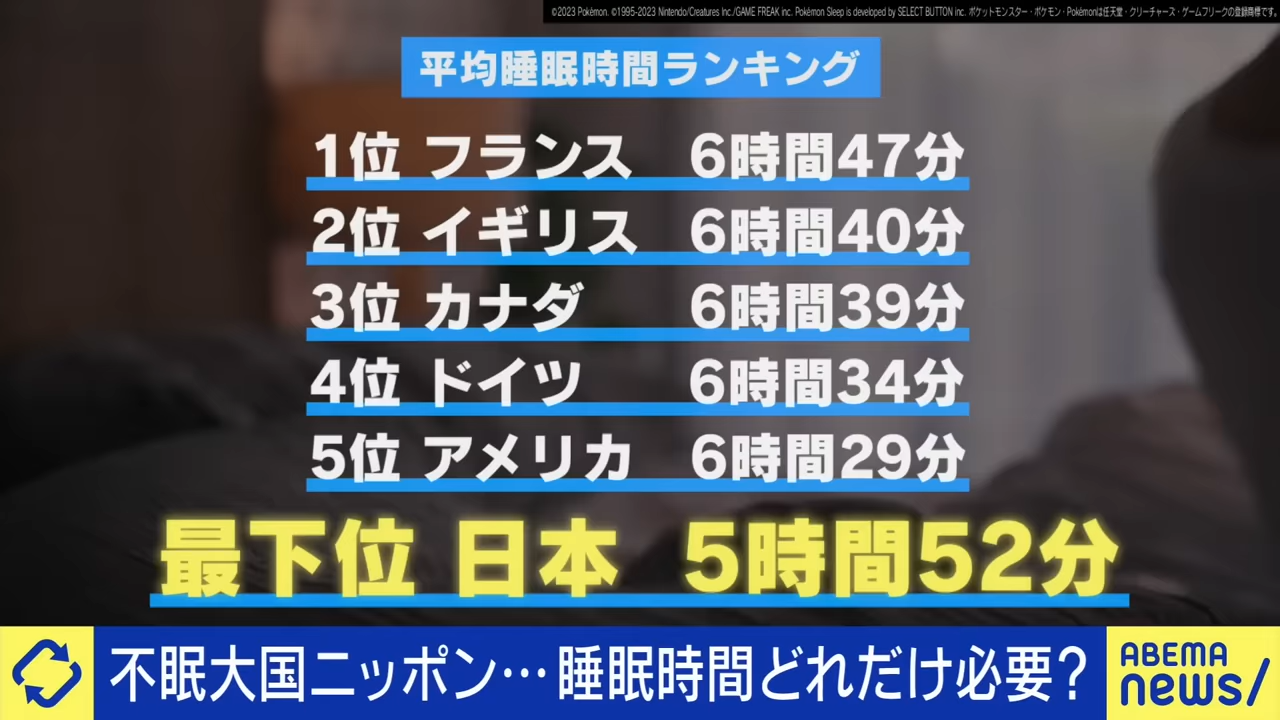 ©2023 Pokémon. ©1995-2023 Nintendo/Creatures Inc./GAME FREAK inc. Pokémon Sleep is developed by SELECT BUTTON inc. ポケットモンスター・ポケモン・Pokémonは任天堂・クリーチャーズ・ゲームフリークの登録商標です。
平均睡眠時間ランキング
1位 フランス 6時間47分
2位 イギリス 6時間40分
3位 カナダ 6時間39分
4位 ドイツ 6時間34分
5位 アメリカ 6時間29分
最下位 日本 5時間52分
不眠大国ニッポン…睡眠時間どれだけ必要?
ABEMA
news/